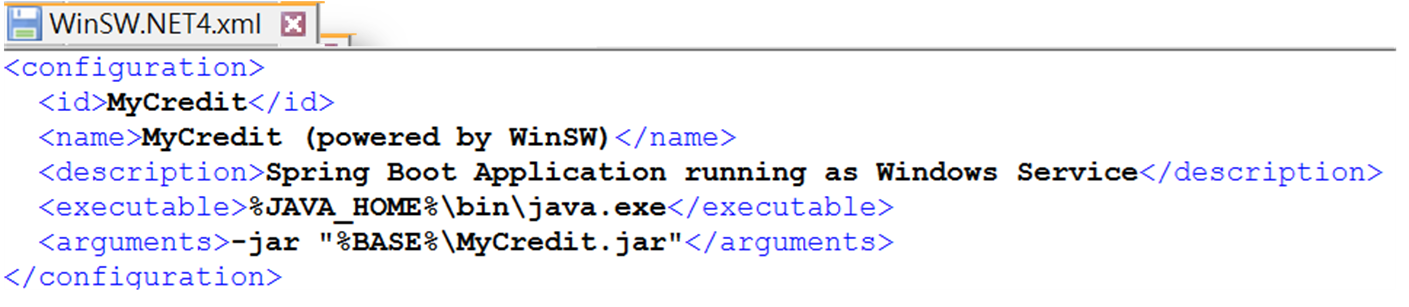 WinSW.NET4.xml
<configuration>
  <id>MyCredit</id>
  <name>MyCredit (powered by WinSW)</name>
  <description>Spring Boot Application running as Windows Service</description>
  <executable>%JAVA_HOME%\bin\java.exe</executable>
  <arguments>-jar "%BASE%\MyCredit.jar"</arguments>
</configuration>